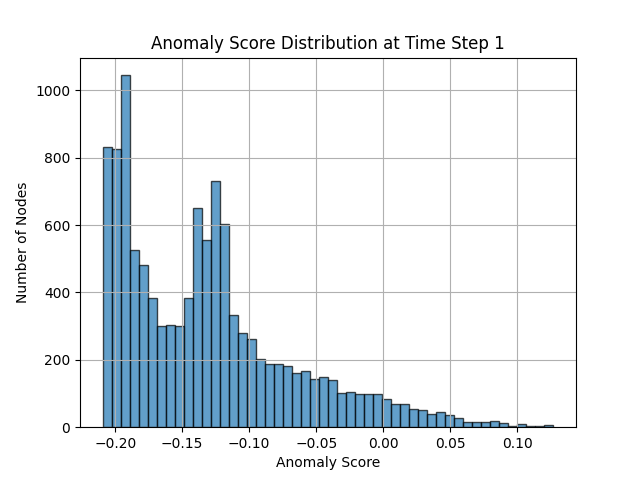 Anomaly Score Distribution at Time Step 1
1000
800
600
400
200
0
Number of Nodes
−0.20 −0.15 −0.10 −0.05 0.00 0.05 0.10
Anomaly Score